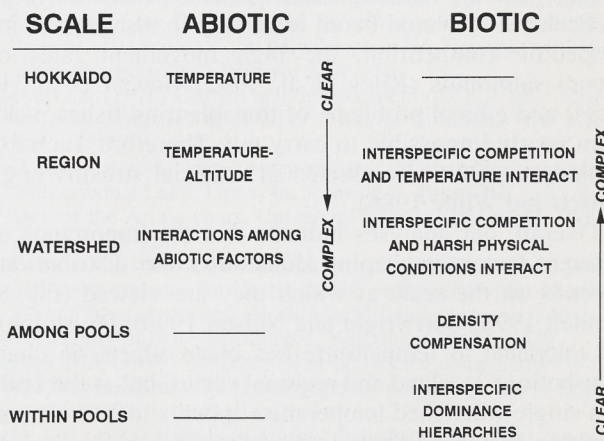 SCALE ABIOTIC BIOTIC
HOKKAIDO TEMPERATURE
CLEAR
COMPLEX
REGION
TEMPERATURE
ALTITUDE
INTERSPECIFIC COMPETITION
AND TEMPERATURE INTERACT
COMPLEX
CLEAR
WATERSHED
INTERACTIONS AMONG
ABIOTIC FACTORS
INTERSPECIFIC COMPETITION
AND HARSH PHYSICAL
CONDITIONS INTERACT
AMONG POOLS
DENSITY
COMPENSATION
WITHIN POOLS
INTERSPECIFIC
DOMINANCE
HIERARCHIES